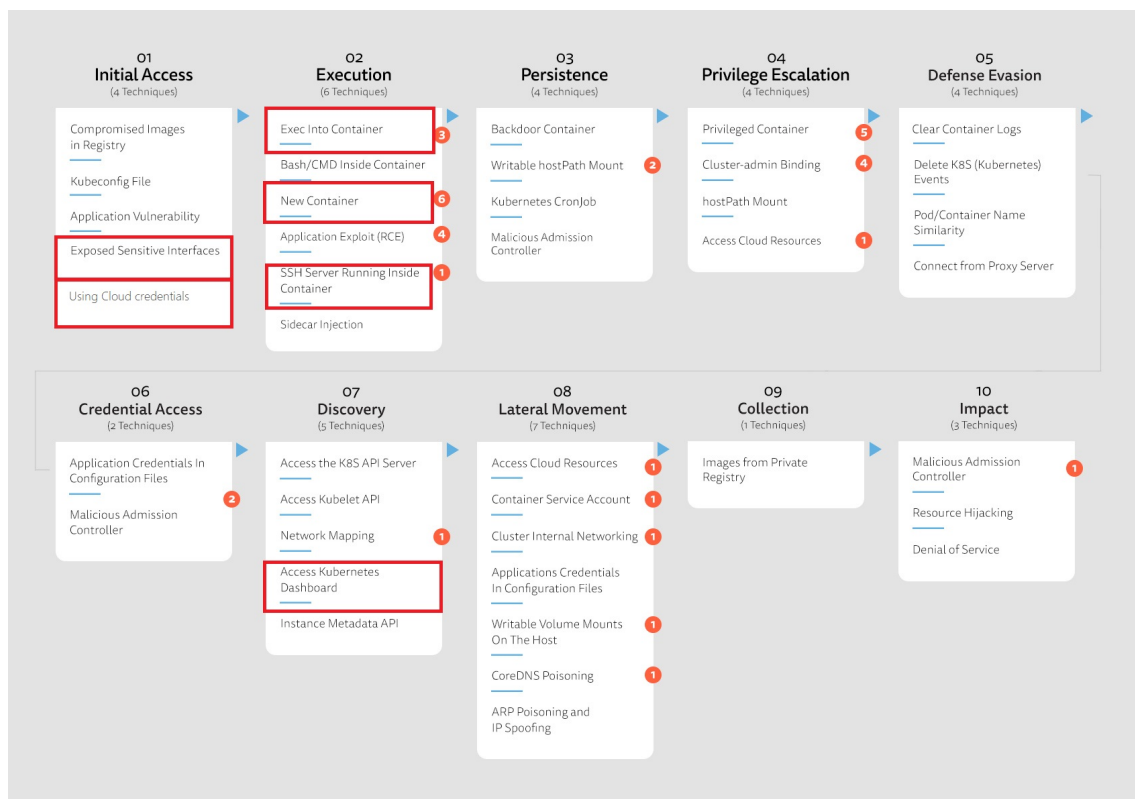 01
Initial Access
(4 Techniques)
Compromised Images
in Registry
Kubeconfig File
Application Vulnerability
Exposed Sensitive Interfaces
Using Cloud credentials
02
Execution
(6 Techniques)
Exec Into Container
3
Bash/CMD Inside Container
New Container
6
Application Exploit (RCE)
4
SSH Server Running Inside
Container
1
Sidecar Injection
03
Persistence
(4 Techniques)
Backdoor Container
Writable hostPath Mount
2
Kubernetes CronJob
Malicious Admission
Controller
04
Privilege Escalation
(4 Techniques)
Privileged Container
5
Cluster-admin Binding
4
hostPath Mount
Access Cloud Resources
1
05
Defense Evasion
(4 Techniques)
Clear Container Logs
Delete K8S (Kubernetes)
Events
Pod/Container Name
Similarity
Connect from Proxy Server
06
Credential Access
(2 Techniques)
Application Credentials In
Configuration Files
2
Malicious Admission
Controller
07
Discovery
(5 Techniques)
Access the K8S API Server
Access Kubelet API
Network Mapping
1
Access Kubernetes
Dashboard
Instance Metadata API
08
Lateral Movement
(7 Techniques)
Access Cloud Resources
1
Container Service Account
1
Cluster Internal Networking
1
Applications Credentials
In Configuration Files
Writable Volume Mounts
On The Host
1
CoreDNS Poisoning
1
ARP Poisoning and
IP Spoofing
09
Collection
(1 Techniques)
Images from Private
Registry
10
Impact
(3 Techniques)
Malicious Admission
Controller
1
Resource Hijacking
Denial of Service